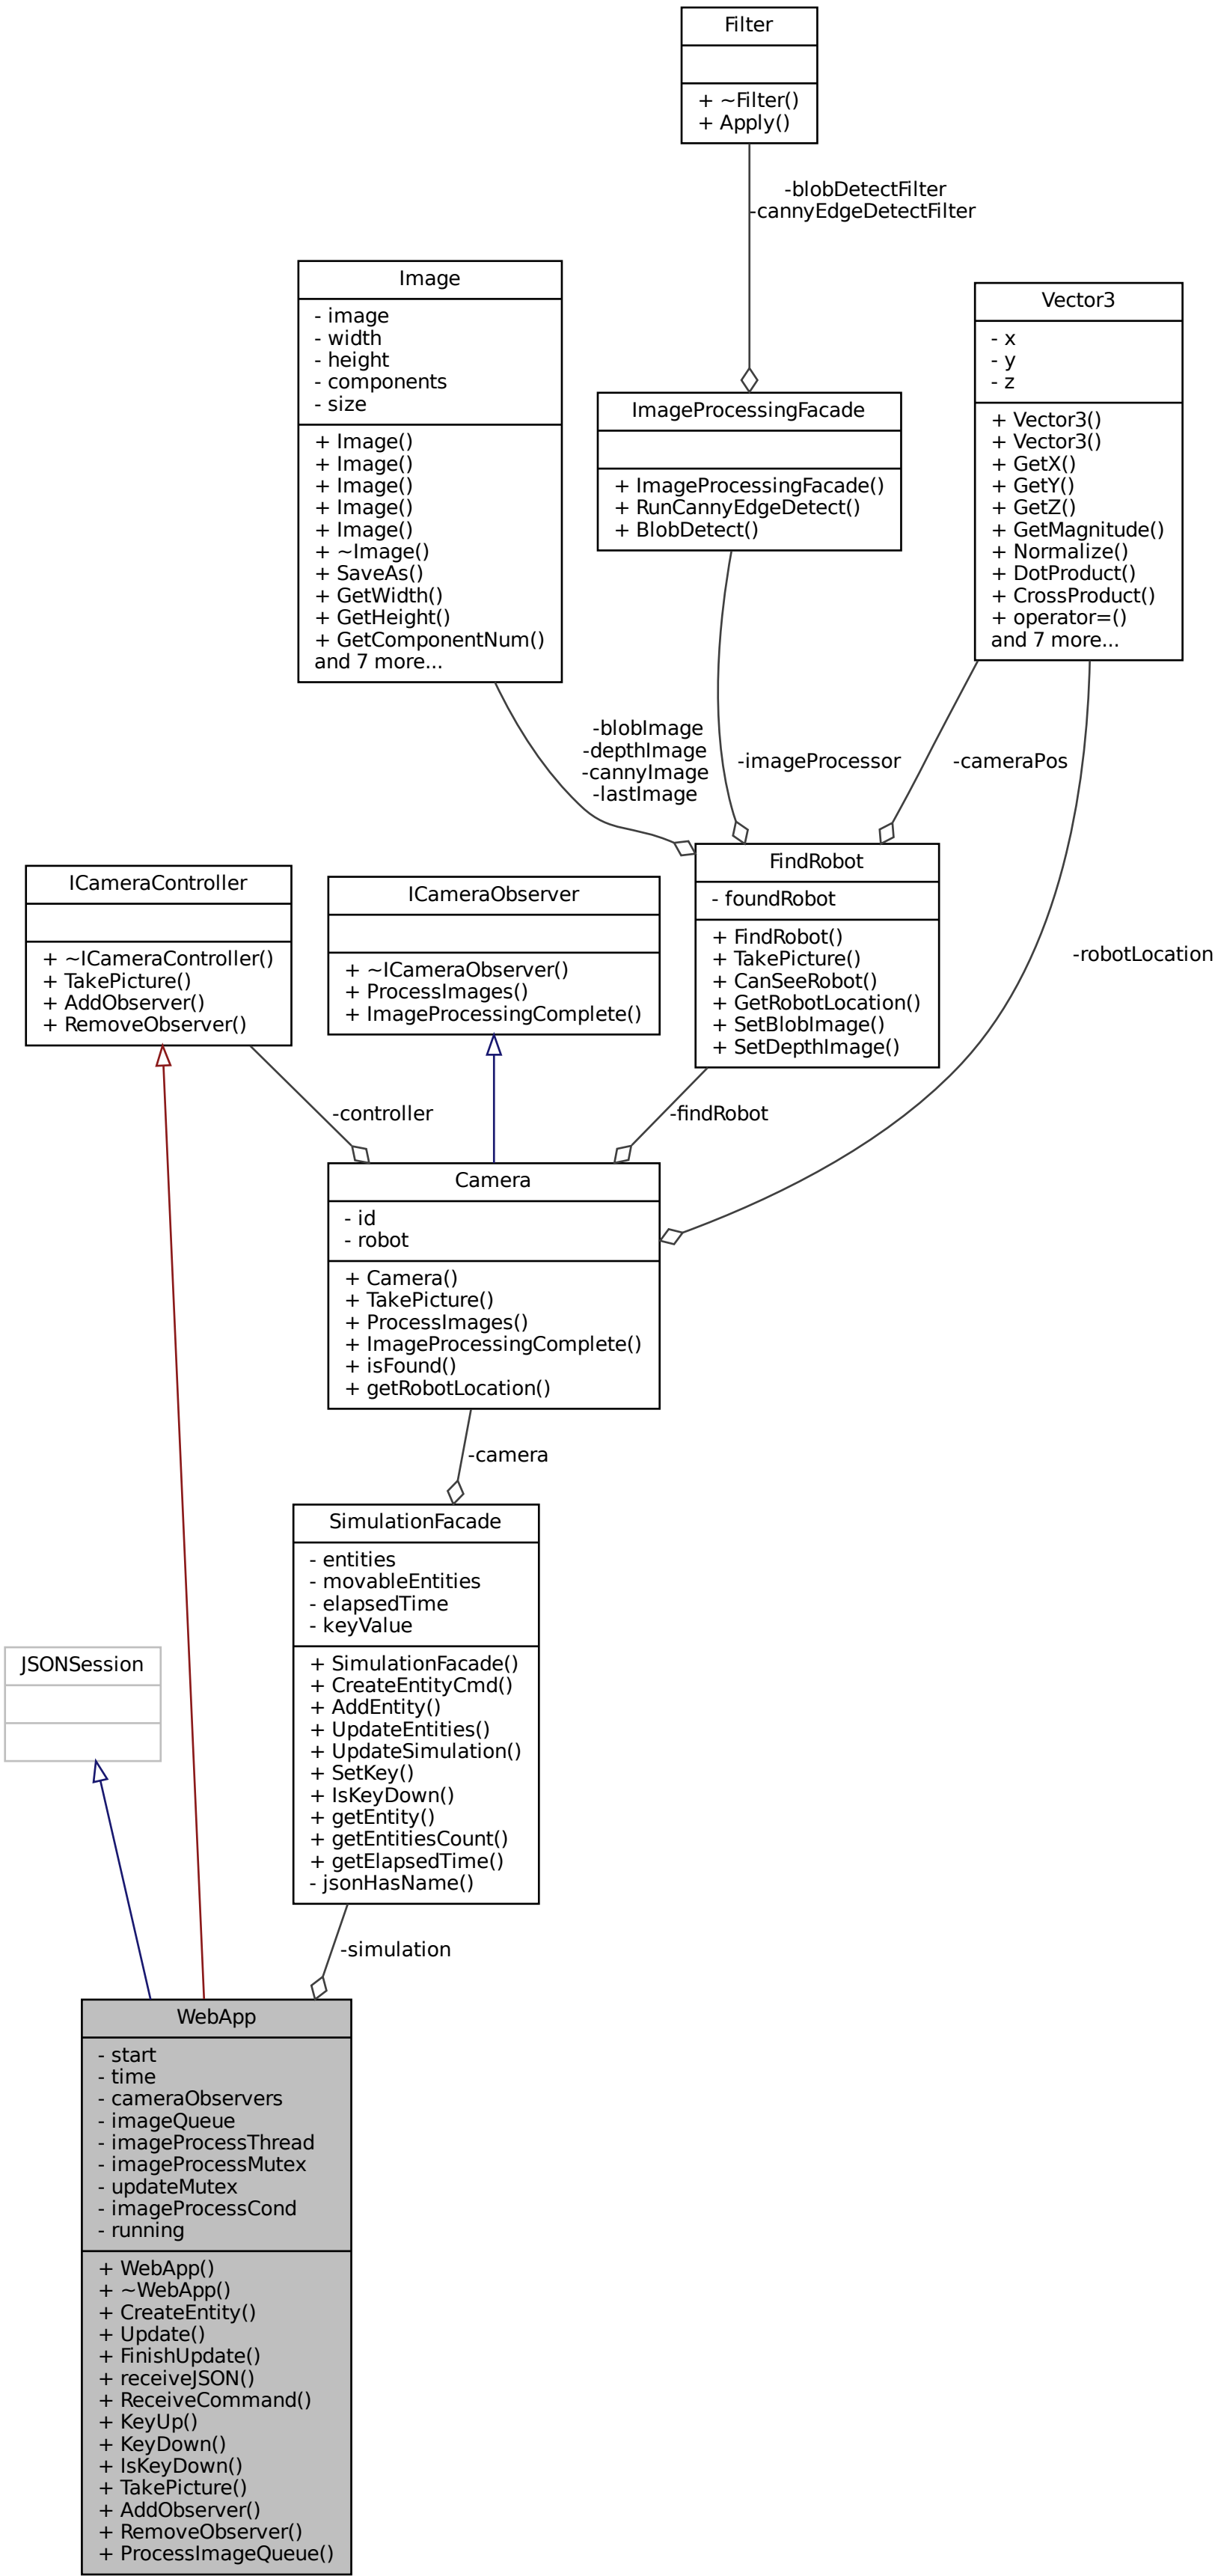 Filter
+ ~Filter()
+ Apply()
-blobDetectFilter
-cannyEdgeDetectFilter
Image
- image
- width
- height
- components
- size
+ Image()
+ Image()
+ Image()
+ Image()
+ Image()
+ ~Image()
+ SaveAs()
+ GetWidth()
+ GetHeight()
+ GetComponentNum()
and 7 more...
ImageProcessingFacade
+ ImageProcessingFacade()
+ RunCannyEdgeDetect()
+ BlobDetect()
Vector3
- x
- y
- z
+ Vector3()
+ Vector3()
+ GetX()
+ GetY()
+ GetZ()
+ GetMagnitude()
+ Normalize()
+ DotProduct()
+ CrossProduct()
+ operator=()
and 7 more...
-blobImage
-depthImage
-cannyImage
-lastImage
-imageProcessor
-cameraPos
-robotLocation
ICameraController
+ ~ICameraController()
+ TakePicture()
+ AddObserver()
+ RemoveObserver()
ICameraObserver
+ ~ICameraObserver()
+ ProcessImages()
+ ImageProcessingComplete()
FindRobot
- foundRobot
+ FindRobot()
+ TakePicture()
+ CanSeeRobot()
+ GetRobotLocation()
+ SetBlobImage()
+ SetDepthImage()
-controller
-findRobot
Camera
- id
- robot
+ Camera()
+ TakePicture()
+ ProcessImages()
+ ImageProcessingComplete()
+ isFound()
+ getRobotLocation()
-camera
SimulationFacade
- entities
- movableEntities
- elapsedTime
- keyValue
+ SimulationFacade()
+ CreateEntityCmd()
+ AddEntity()
+ UpdateEntities()
+ UpdateSimulation()
+ SetKey()
+ IsKeyDown()
+ getEntity()
+ getEntitiesCount()
+ getElapsedTime()
- jsonHasName()
JSONSession
-simulation
WebApp
- start
- time
- cameraObservers
- imageQueue
- imageProcessThread
- imageProcessMutex
- updateMutex
- imageProcessCond
- running
+ WebApp()
+ ~WebApp()
+ CreateEntity()
+ Update()
+ FinishUpdate()
+ receiveJSON()
+ ReceiveCommand()
+ KeyUp()
+ KeyDown()
+ IsKeyDown()
+ TakePicture()
+ AddObserver()
+ RemoveObserver()
+ ProcessImageQueue()